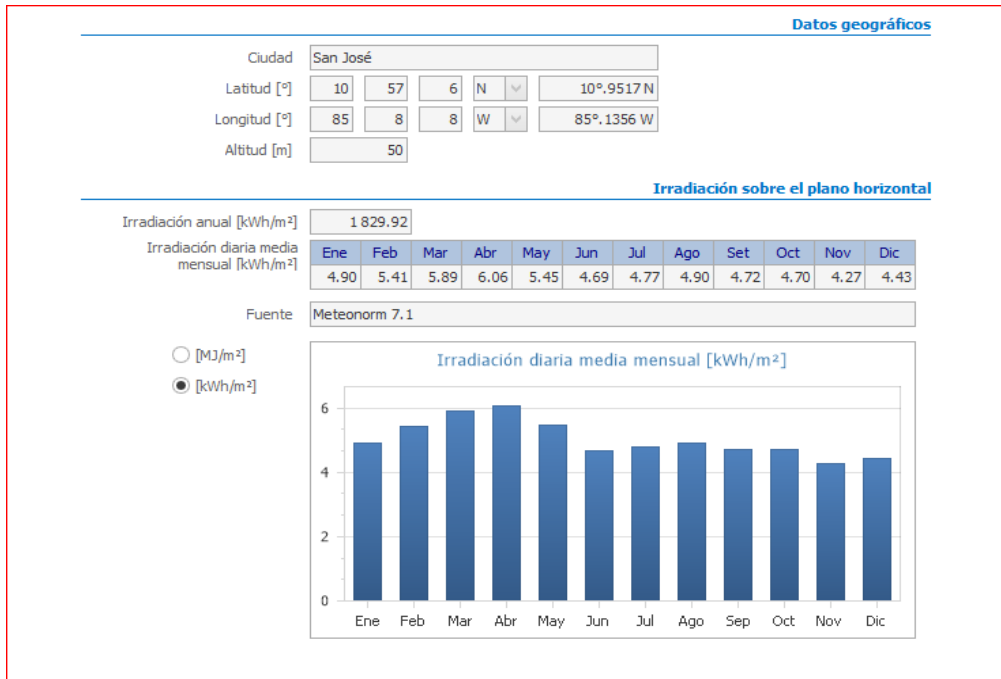 Datos geográficos
Ciudad San José
Latitud [°] 10 57 6 N 10°.9517 N
Longitud [°] 85 8 8 W 85°.1356 W
Altitud [m] 50
Irradiación sobre el plano horizontal
Irradiación anual [kWh/m²] 1 829.92
Irradiación diaria media
mensual [kWh/m²]
Ene Feb Mar Abr May Jun Jul Ago Set Oct Nov Dic
4.90 5.41 5.89 6.06 5.45 4.69 4.77 4.90 4.72 4.70 4.27 4.43
Fuente Meteonorm 7.1
[MJ/m²]
[kWh/m²]
Irradiación diaria media mensual [kWh/m²]
6
4
2
0
Ene Feb Mar Abr May Jun Jul Ago Sep Oct Nov Dic